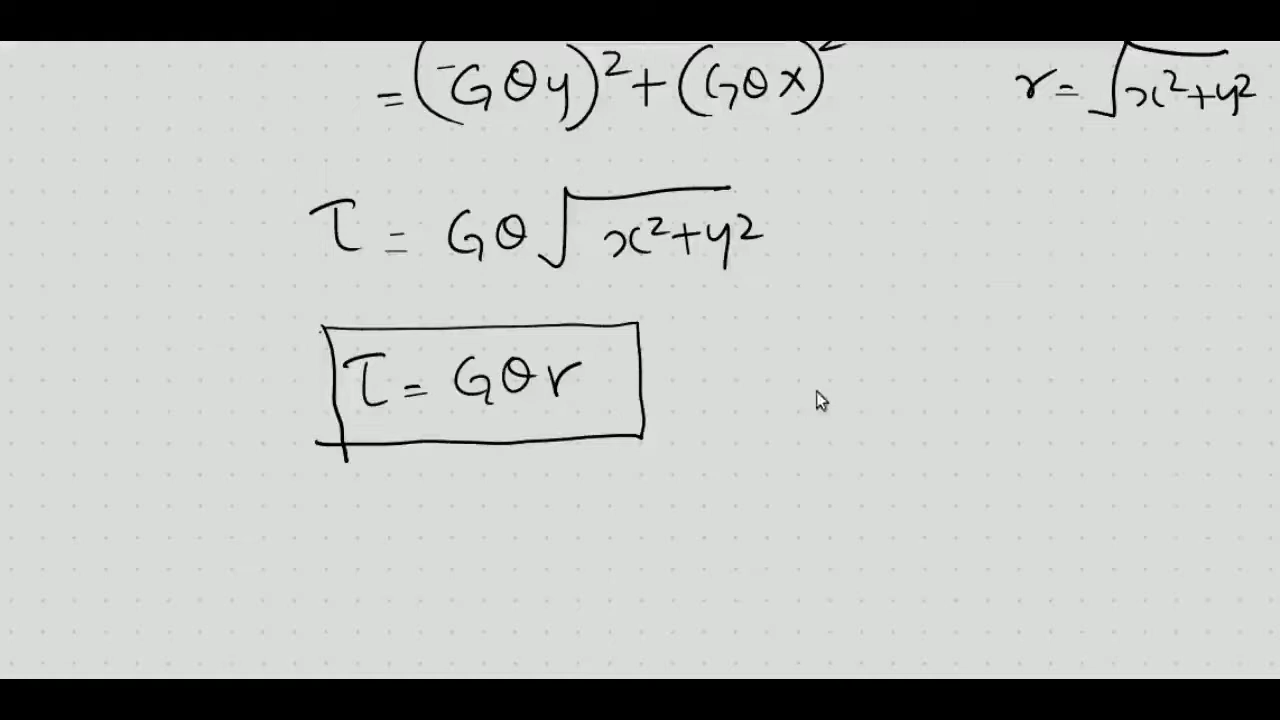 = (-Gθy)² + (Gθx)² r = √x²+y²
τ = Gθ√x²+y²
τ = Gθr